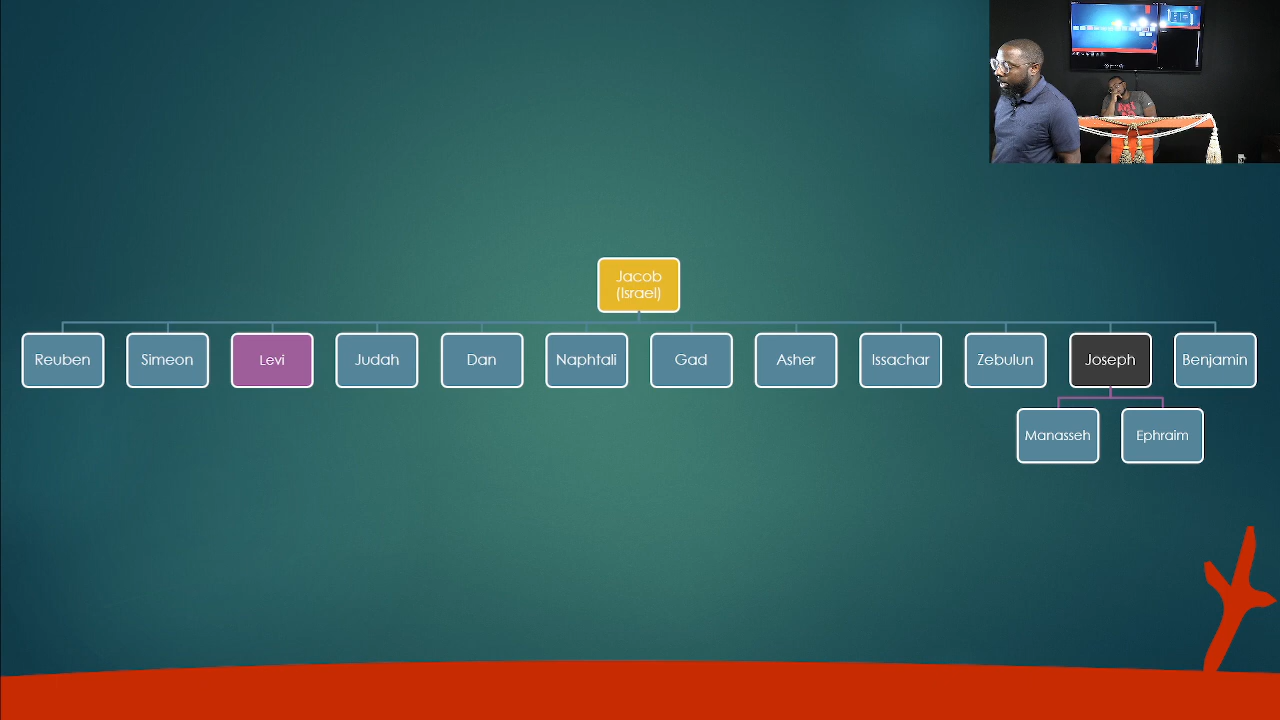 Jacob
(Israel)
Reuben
Simeon
Levi
Judah
Dan
Naphtali
Gad
Asher
Issachar
Zebulun
Joseph
Benjamin
Manasseh
Ephraim